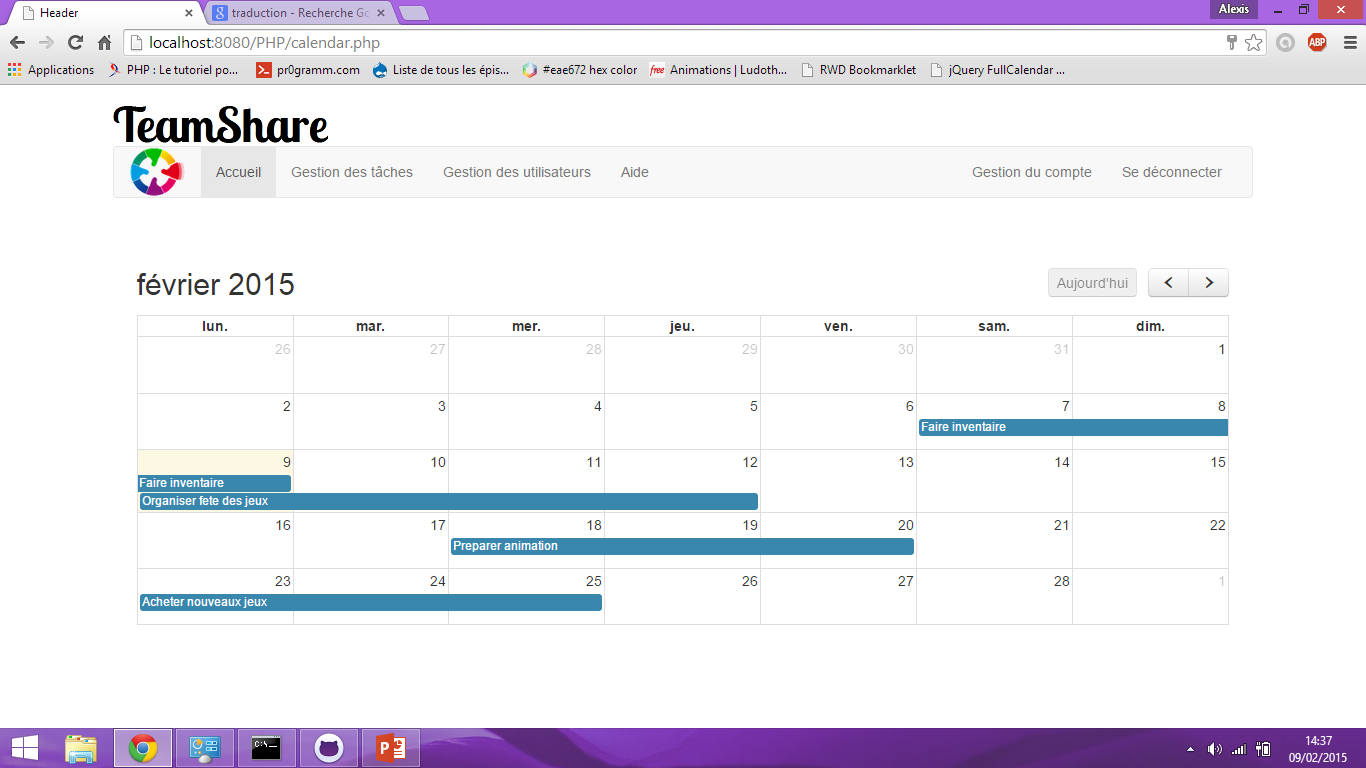 Header
traduction - Recherche Go
Alexis
localhost:8080/PHP/calendar.php
ABP
Applications
PHP : Le tutoriel po...
pr0gramm.com
Liste de tous les épis...
#eae672 hex color
free
Animations | Ludoth...
RWD Bookmarklet
jQuery FullCalendar ...
TeamShare
Accueil
Gestion des tâches
Gestion des utilisateurs
Aide
Gestion du compte
Se déconnecter
février 2015
Aujourd'hui
lun. mar. mer. jeu. ven. sam. dim.
26 27 28 29 30 31 1
2 3 4 5 6 7 8
Faire inventaire
9 10 11 12 13 14 15
Faire inventaire
Organiser fete des jeux
16 17 18 19 20 21 22
Preparer animation
23 24 25 26 27 28 1
Acheter nouveaux jeux
14:37
09/02/2015